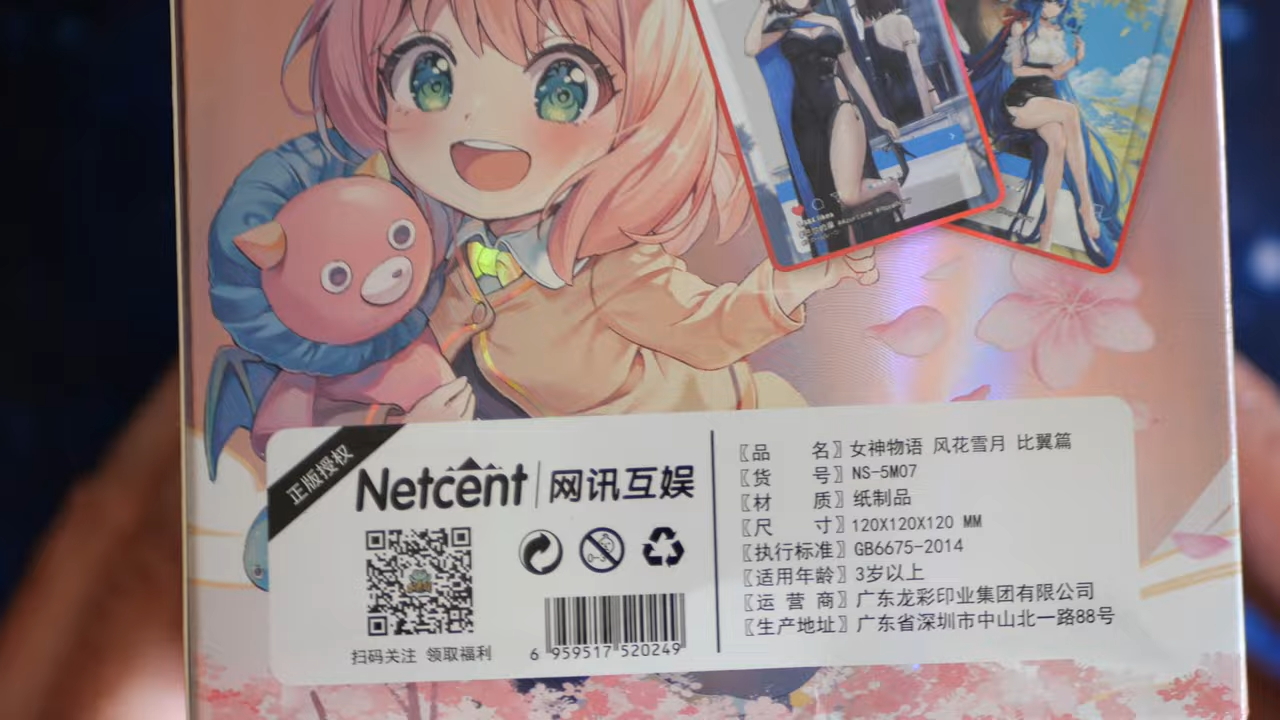 正版授权
Netcent 网讯互娱
扫码关注 领取福利
6 959517 520249
〖品 名〗女神物语 风花雪月 比翼篇
〖货 号〗NS-5M07
〖材 质〗纸制品
〖尺 寸〗120X120X120 MM
〖执行标准〗GB6675-2014
〖适用年龄〗3岁以上
〖运 营 商〗广东龙彩印业集团有限公司
〖生产地址〗广东省深圳市中山北一路88号